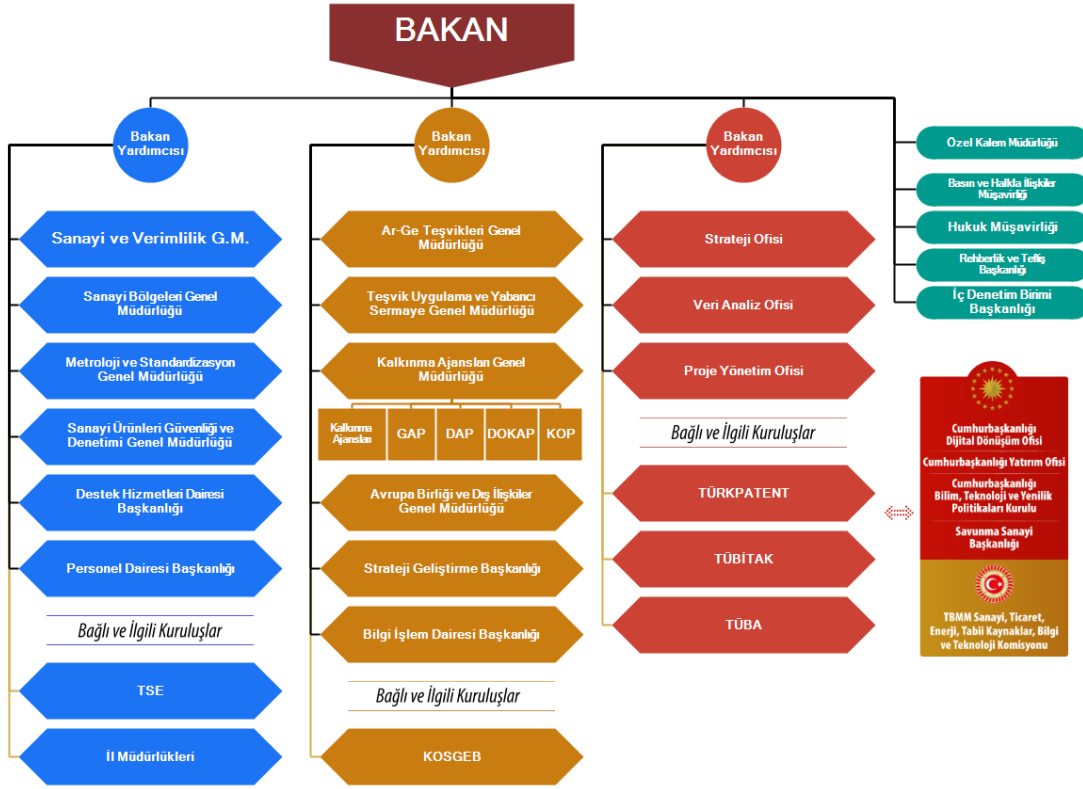 BAKAN
Bakan
Yardımcısı
Sanayi ve Verimlilik G.M.
Sanayi Bölgeleri Genel
Müdürlüğü
Metroloji ve Standardizasyon
Genel Müdürlüğü
Sanayi Ürünleri Güvenliği ve
Denetimi Genel Müdürlüğü
Destek Hizmetleri Dairesi
Başkanlığı
Personel Dairesi Başkanlığı
Bağlı ve İlgili Kuruluşlar
TSE
İl Müdürlükleri
Bakan
Yardımcısı
Ar-Ge Teşvikleri Genel
Müdürlüğü
Teşvik Uygulama ve Yabancı
Sermaye Genel Müdürlüğü
Kalkınma Ajansları Genel
Müdürlüğü
Kalkınma
Ajansları
GAP
DAP
DOKAP
KOP
Avrupa Birliği ve Dış İlişkiler
Genel Müdürlüğü
Strateji Geliştirme Başkanlığı
Bilgi İşlem Dairesi Başkanlığı
Bağlı ve İlgili Kuruluşlar
KOSGEB
Bakan
Yardımcısı
Strateji Ofisi
Veri Analiz Ofisi
Proje Yönetim Ofisi
Bağlı ve İlgili Kuruluşlar
TÜRKPATENT
TÜBİTAK
TÜBA
Özel Kalem Müdürlüğü
Basın ve Halkla İlişkiler
Müşavirliği
Hukuk Müşavirliği
Rehberlik ve Teftiş
Başkanlığı
İç Denetim Birimi
Başkanlığı
Cumhurbaşkanlığı
Dijital Dönüşüm Ofisi
Cumhurbaşkanlığı Yatırım Ofisi
Cumhurbaşkanlığı
Bilim, Teknoloji ve Yenilik
Politikaları Kurulu
Savunma Sanayi
Başkanlığı
TBMM Sanayi, Ticaret,
Enerji, Tabii Kaynaklar, Bilgi
ve Teknoloji Komisyonu